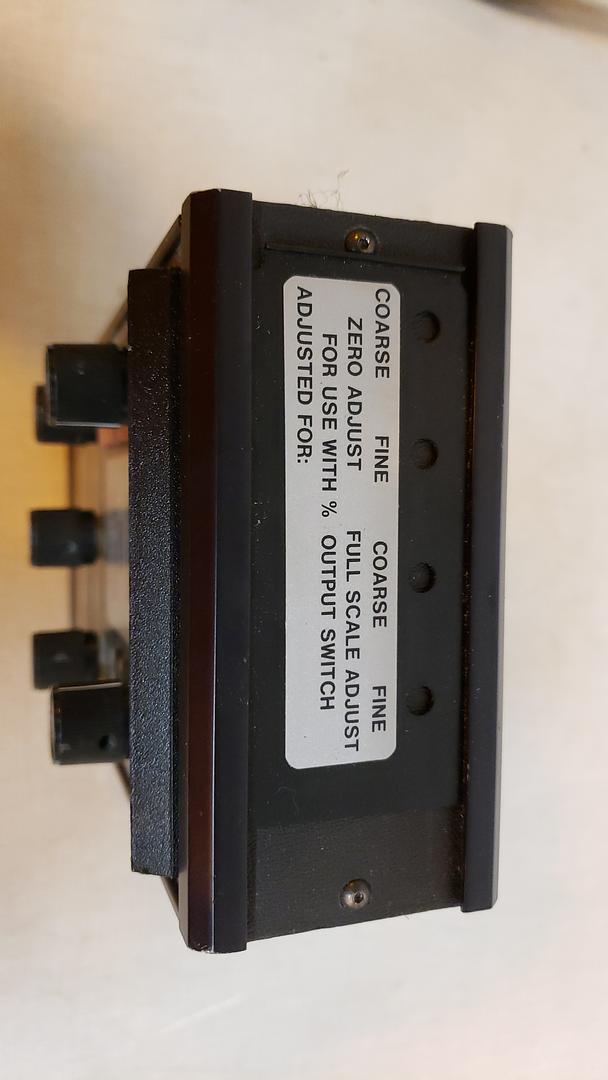 COARSE FINE COARSE FINE
ZERO ADJUST FULL SCALE ADJUST
FOR USE WITH % OUTPUT SWITCH
ADJUSTED FOR: